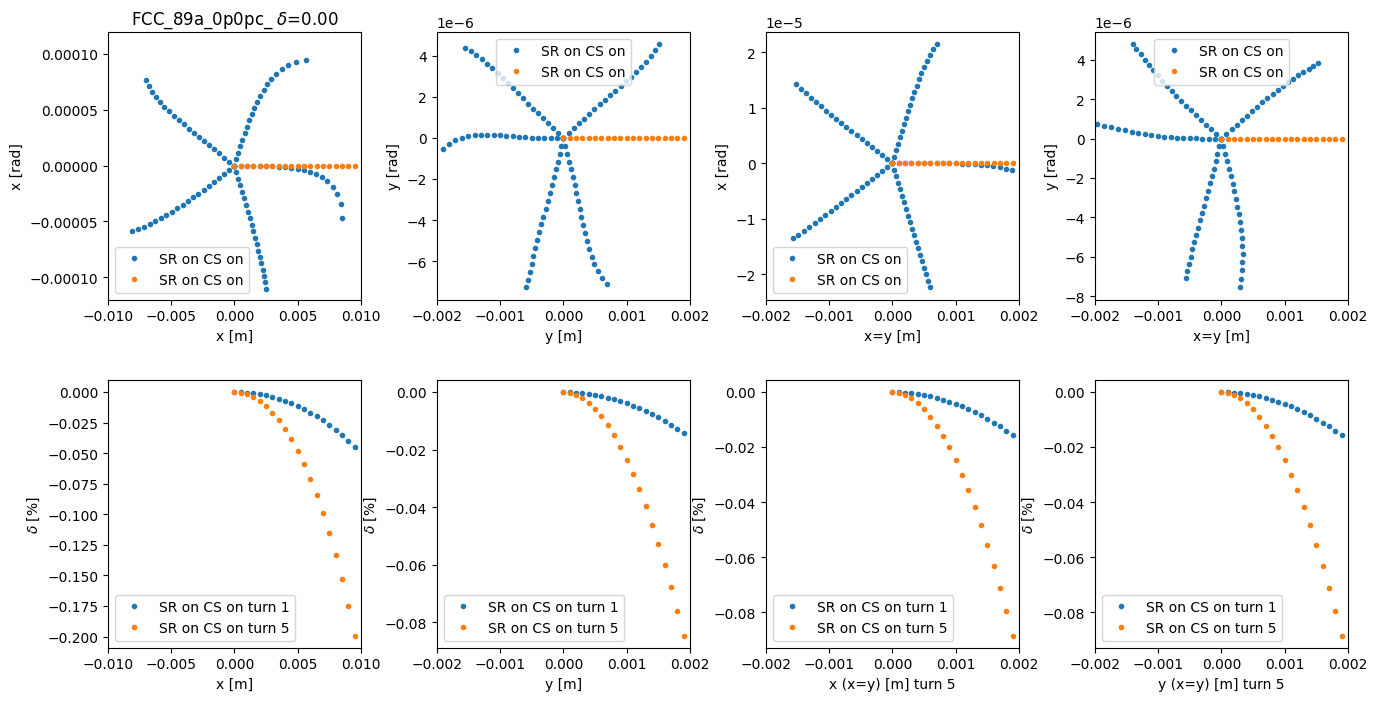 FCC_89a_0p0pc_ δ=0.00
x [rad]
0.00010
0.00005
0.00000
−0.00005
−0.00010
SR on CS on
SR on CS on
−0.010 −0.005 0.000 0.005 0.010
x [m]
1e−6
y [rad]
4
2
0
−2
−4
−6
SR on CS on
SR on CS on
−0.002 −0.001 0.000 0.001 0.002
y [m]
1e−5
x [rad]
2
1
0
−1
−2
SR on CS on
SR on CS on
−0.002 −0.001 0.000 0.001 0.002
x=y [m]
1e−6
y [rad]
4
2
0
−2
−4
−6
−8
SR on CS on
SR on CS on
−0.002 −0.001 0.000 0.001 0.002
x=y [m]
δ [%]
0.000
−0.025
−0.050
−0.075
−0.100
−0.125
−0.150
−0.175
−0.200
SR on CS on turn 1
SR on CS on turn 5
−0.010 −0.005 0.000 0.005 0.010
x [m]
δ [%]
0.00
−0.02
−0.04
−0.06
−0.08
SR on CS on turn 1
SR on CS on turn 5
−0.002 −0.001 0.000 0.001 0.002
y [m]
δ [%]
0.00
−0.02
−0.04
−0.06
−0.08
SR on CS on turn 1
SR on CS on turn 5
−0.002 −0.001 0.000 0.001 0.002
x (x=y) [m] turn 5
δ [%]
0.00
−0.02
−0.04
−0.06
−0.08
SR on CS on turn 1
SR on CS on turn 5
−0.002 −0.001 0.000 0.001 0.002
y (x=y) [m] turn 5